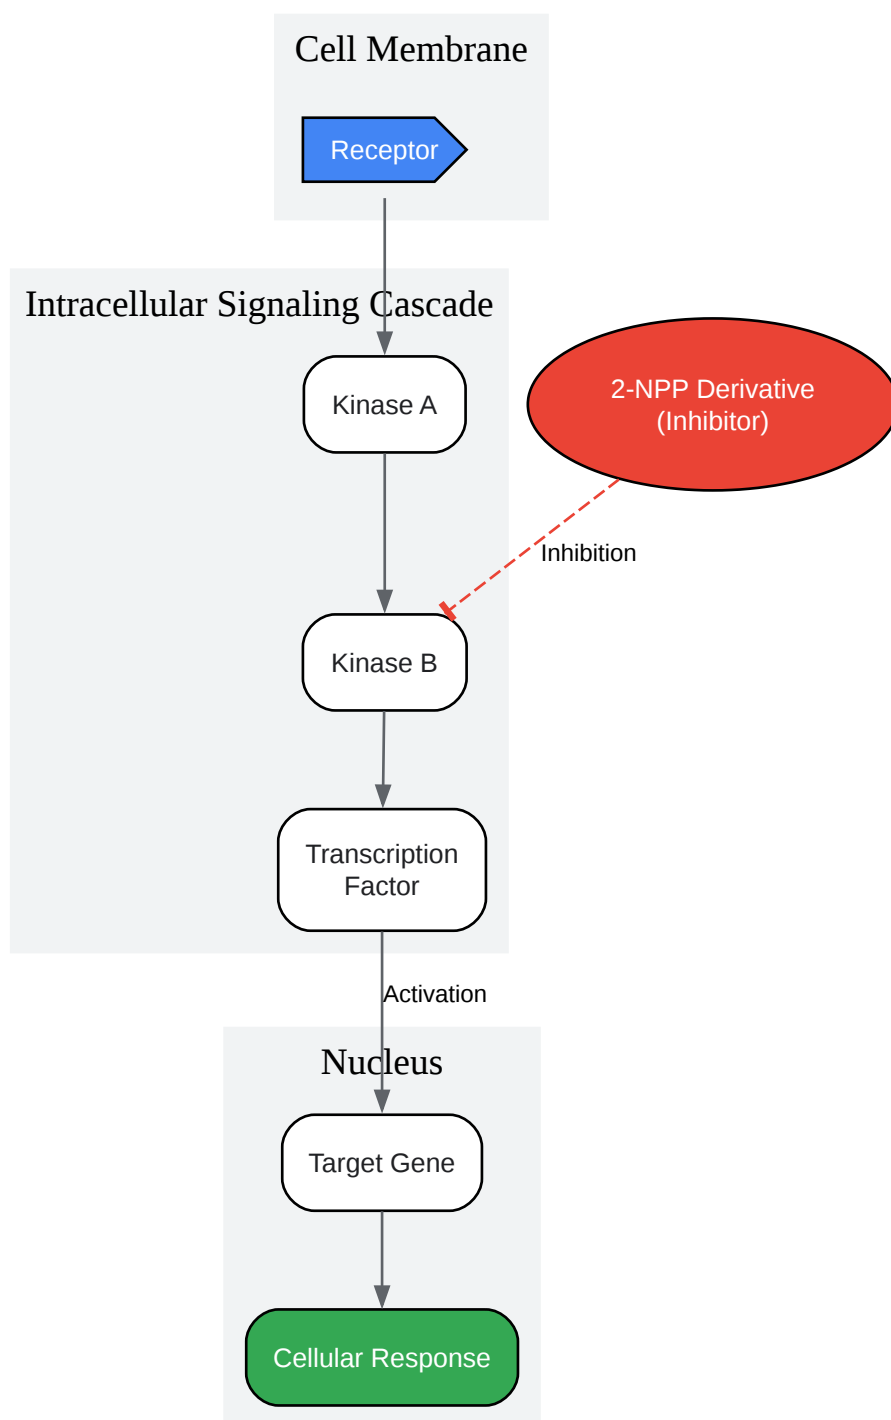 Cell Membrane
Receptor
Intracellular Signaling Cascade
Kinase A
2-NPP Derivative
(Inhibitor)
Inhibition
Kinase B
Transcription
Factor
Activation
Nucleus
Target Gene
Cellular Response